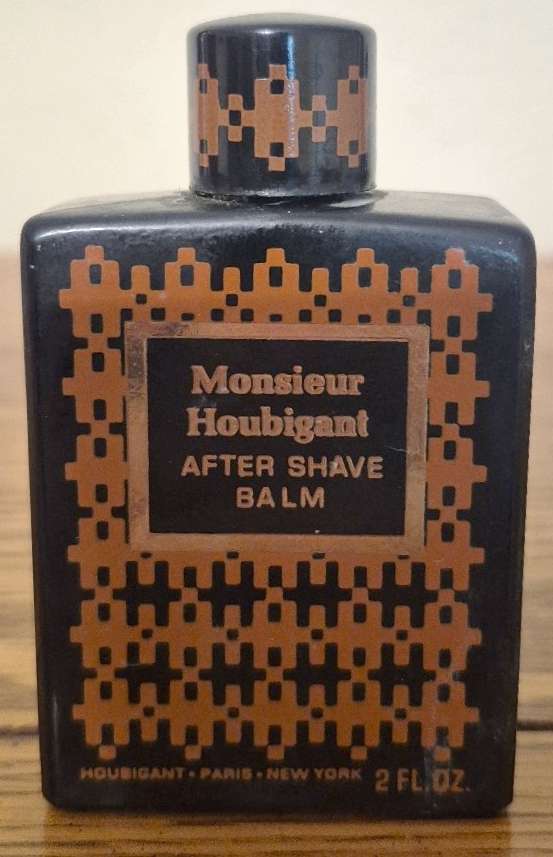 Monsieur
Houbigant
AFTER SHAVE
BALM
HOUBIGANT • PARIS • NEW YORK 2 FL. OZ.